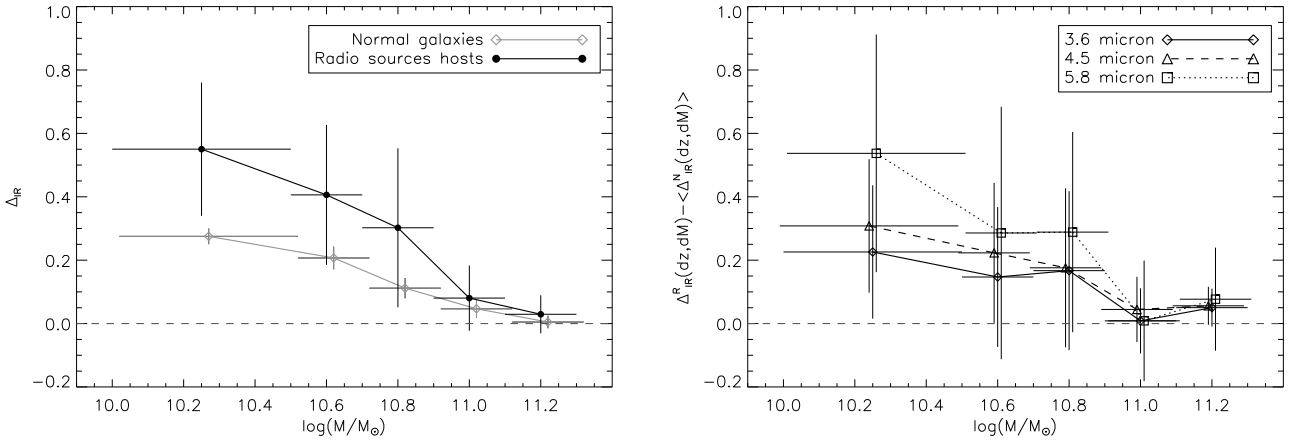 Normal galaxies
Radio sources hosts
1.0
0.8
0.6
0.4
0.2
0.0
−0.2
Δ_IR
10.0 10.2 10.4 10.6 10.8 11.0 11.2
log(M/M⊙)
3.6 micron
4.5 micron
5.8 micron
1.0
0.8
0.6
0.4
0.2
0.0
−0.2
Δ^R_IR(dz,dM)−<Δ^N_IR(dz,dM)>
10.0 10.2 10.4 10.6 10.8 11.0 11.2
log(M/M⊙)